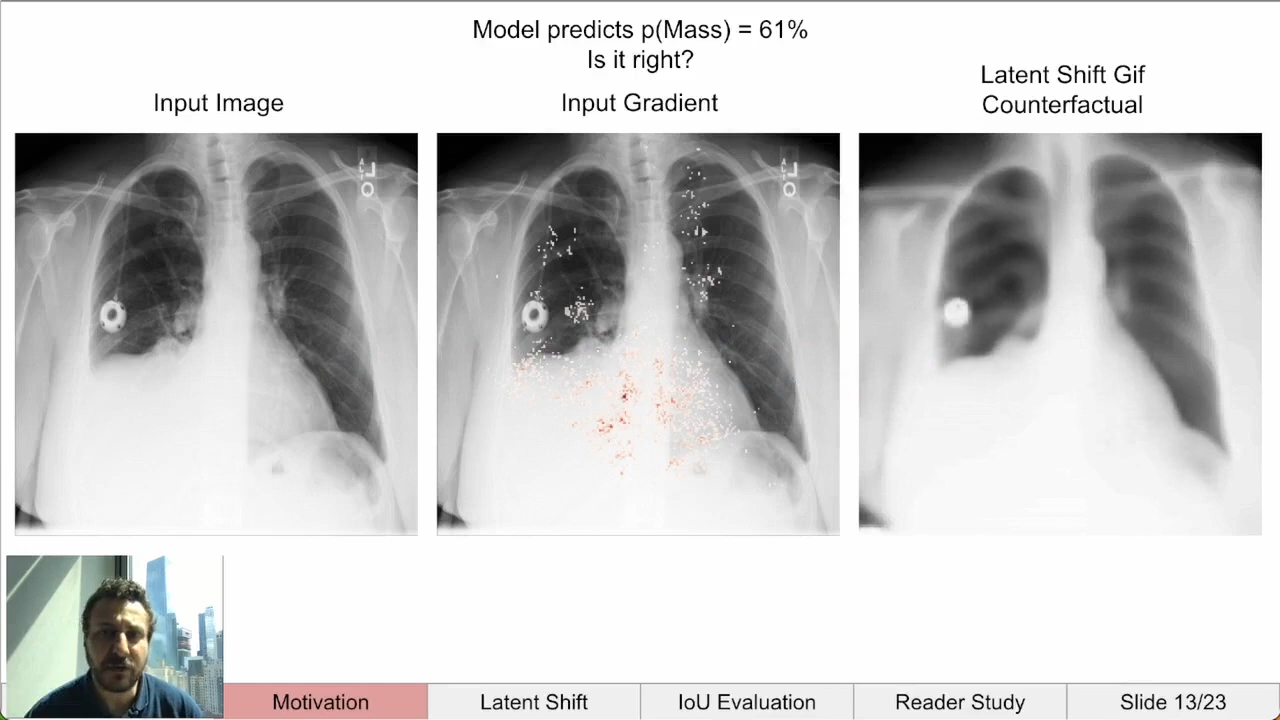 Model predicts p(Mass) = 61%
Is it right?
Input Image
Input Gradient
Latent Shift Gif
Counterfactual
Motivation
Latent Shift
IoU Evaluation
Reader Study
Slide 13/23